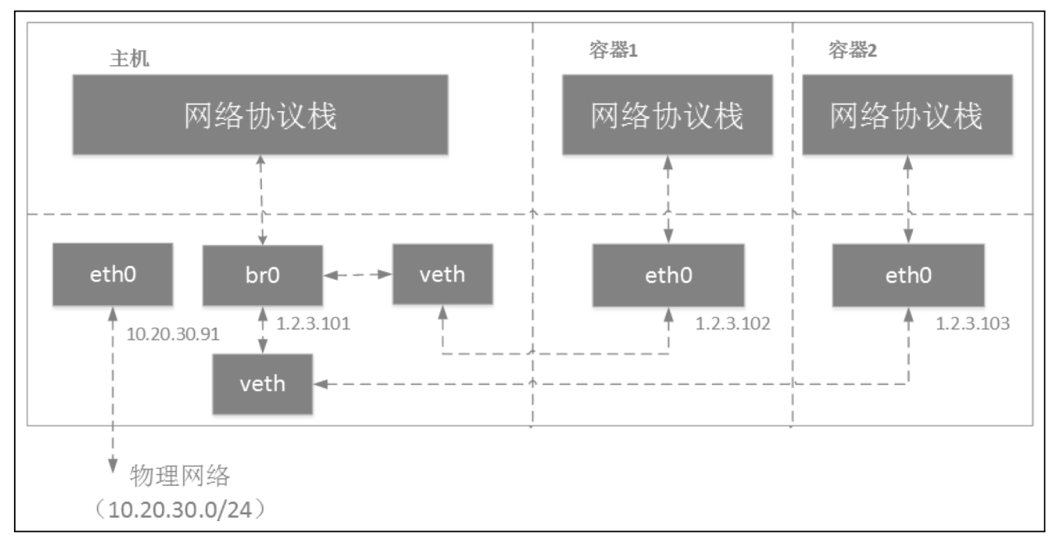 主机
容器1
容器2
网络协议栈
网络协议栈
网络协议栈
eth0
br0
veth
eth0
eth0
10.20.30.91
1.2.3.101
1.2.3.102
1.2.3.103
veth
物理网络
（10.20.30.0/24）